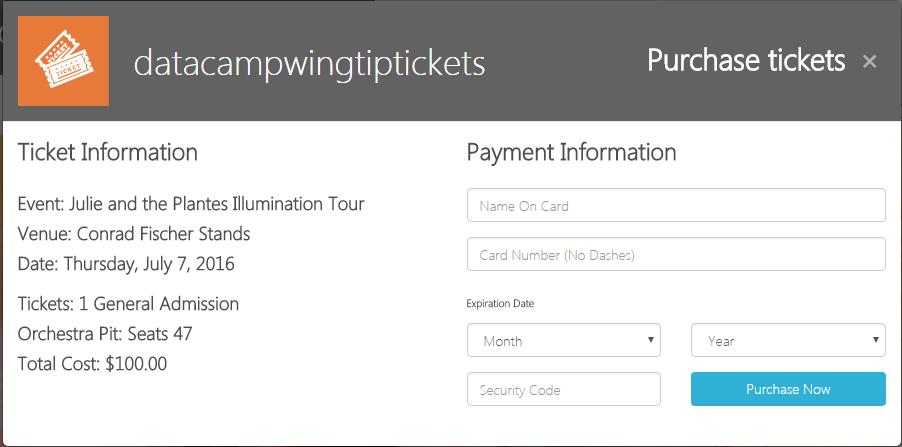 datacampwingtiptickets
Purchase tickets ×
Ticket Information
Event: Julie and the Plantes Illumination Tour
Venue: Conrad Fischer Stands
Date: Thursday, July 7, 2016
Tickets: 1 General Admission
Orchestra Pit: Seats 47
Total Cost: $100.00
Payment Information
Name On Card
Card Number (No Dashes)
Expiration Date
Month
Year
Security Code
Purchase Now